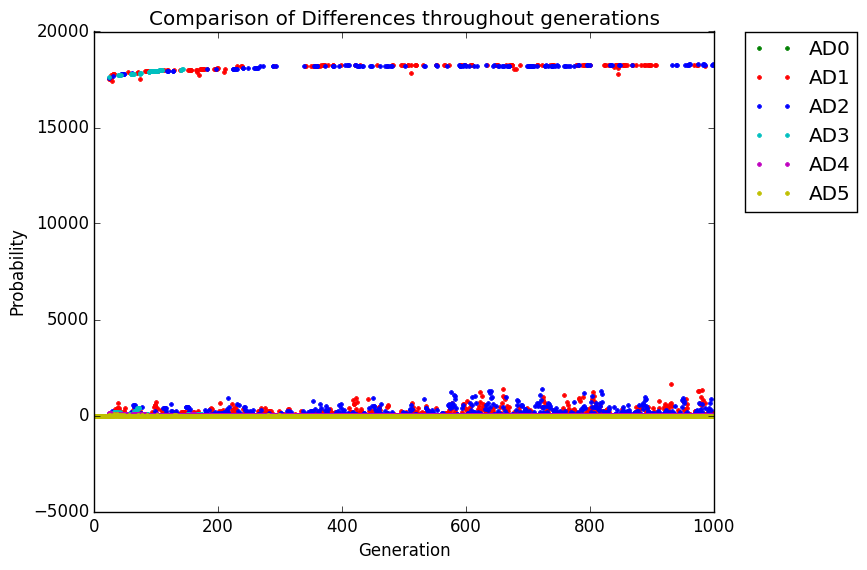 Comparison of Differences throughout generations
20000
15000
10000
5000
0
−5000
Probability
0 200 400 600 800 1000
Generation
AD0
AD1
AD2
AD3
AD4
AD5